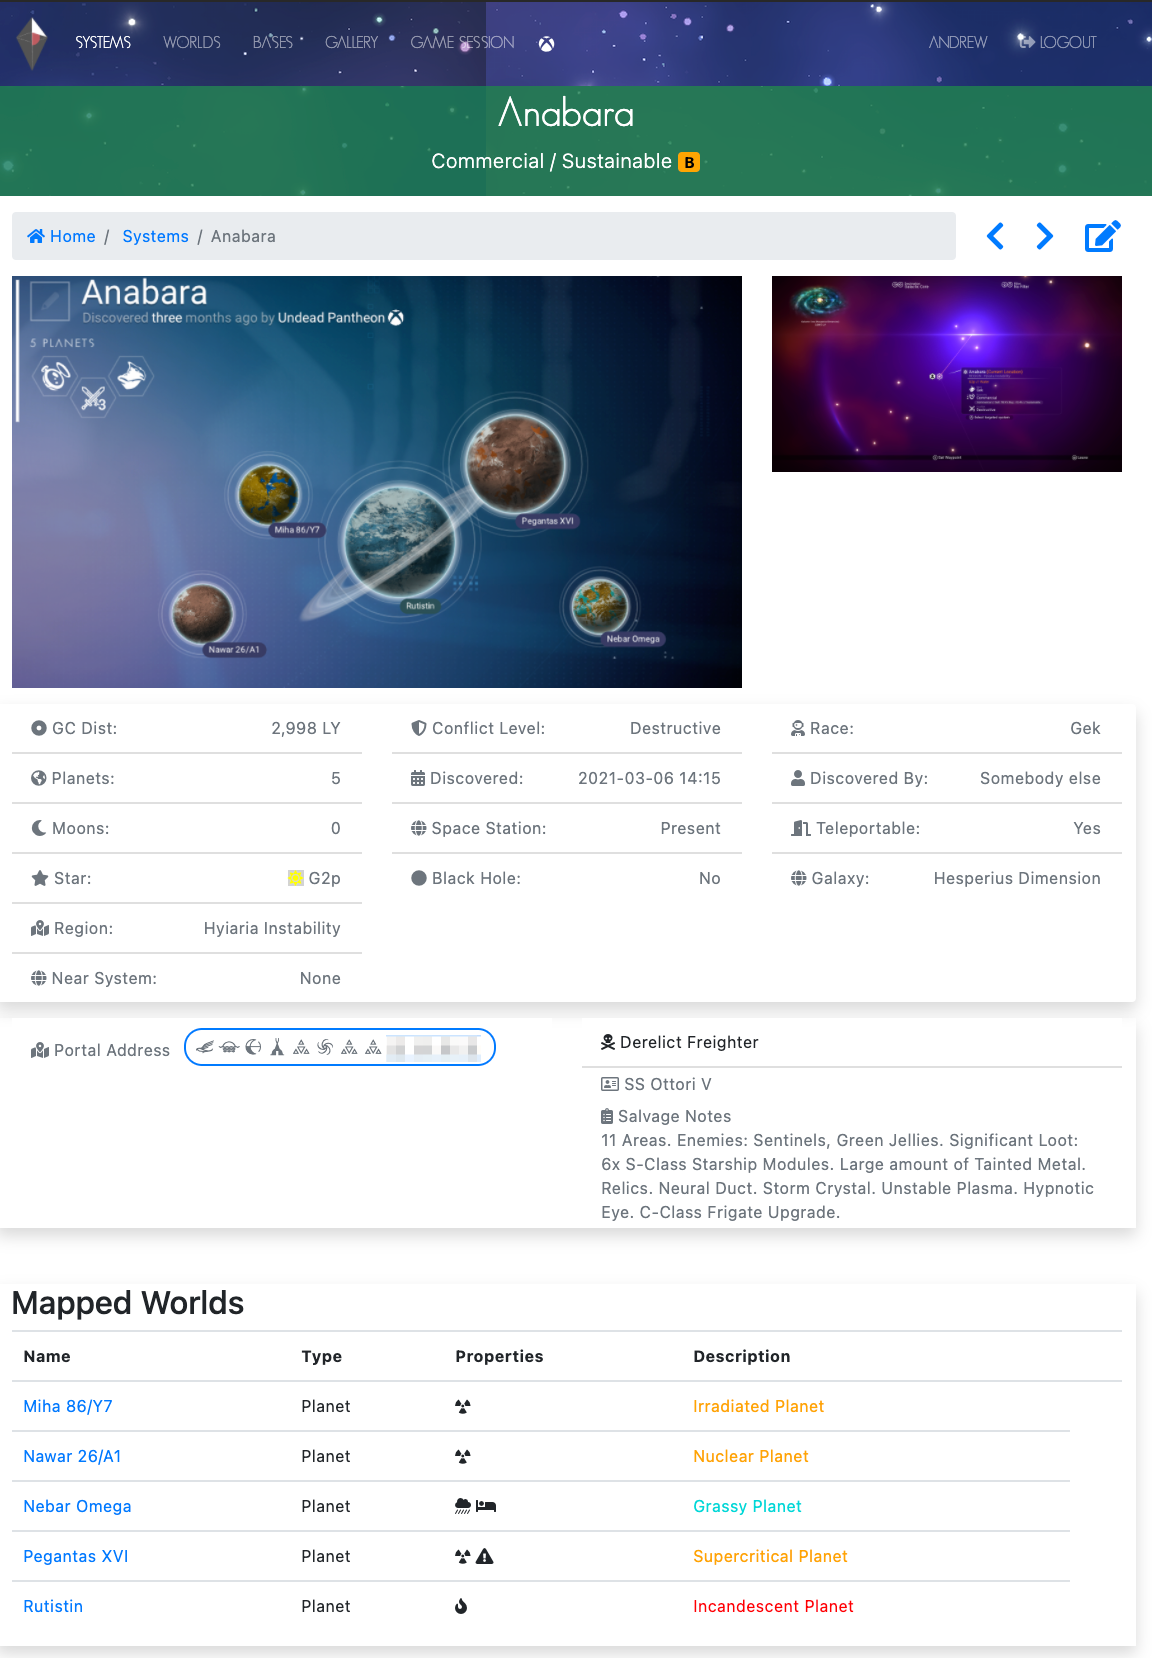 SYSTEMS WORLDS BASES GALLERY GAME SESSION ANDREW LOGOUT
Anabara
Commercial / Sustainable B
Home / Systems / Anabara
Anabara
Discovered three months ago by Undead Pantheon
5 PLANETS
x3
Miha 86/Y7
Pegantas XVI
Rutistin
Nebar Omega
Nawar 26/A1
Anabara (Current Location)
GC Dist: 2,998 LY
Conflict Level: Destructive
Race: Gek
Planets: 5
Discovered: 2021-03-06 14:15
Discovered By: Somebody else
Moons: 0
Space Station: Present
Teleportable: Yes
Star: G2p
Black Hole: No
Galaxy: Hesperius Dimension
Region: Hyiaria Instability
Near System: None
Portal Address
Derelict Freighter
SS Ottori V
Salvage Notes
11 Areas. Enemies: Sentinels, Green Jellies. Significant Loot:
6x S-Class Starship Modules. Large amount of Tainted Metal.
Relics. Neural Duct. Storm Crystal. Unstable Plasma. Hypnotic
Eye. C-Class Frigate Upgrade.
Mapped Worlds
Name Type Properties Description
Miha 86/Y7 Planet Irradiated Planet
Nawar 26/A1 Planet Nuclear Planet
Nebar Omega Planet Grassy Planet
Pegantas XVI Planet Supercritical Planet
Rutistin Planet Incandescent Planet